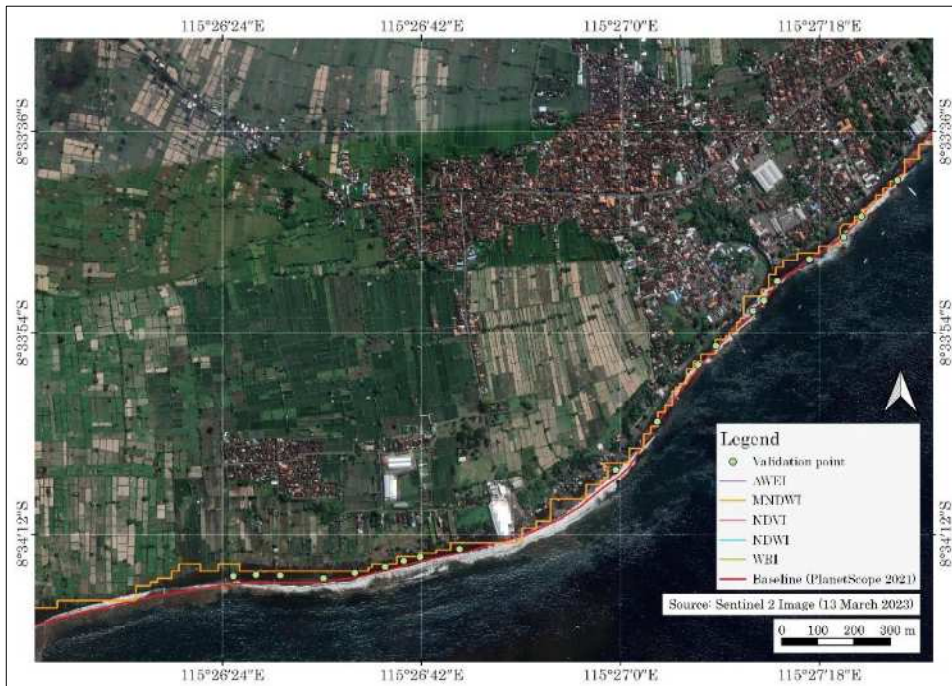 115°26'24"E 115°26'42"E 115°27'0"E 115°27'18"E
8°33'36"S 8°33'36"S
8°33'54"S 8°33'54"S
8°34'12"S 8°34'12"S
Legend
Validation point
AWEI
MNDWI
NDVI
NDWI
WRI
Baseline (PlanetScope 2021)
Source: Sentinel 2 Image (13 March 2023)
0 100 200 300 m
115°26'24"E 115°26'42"E 115°27'0"E 115°27'18"E